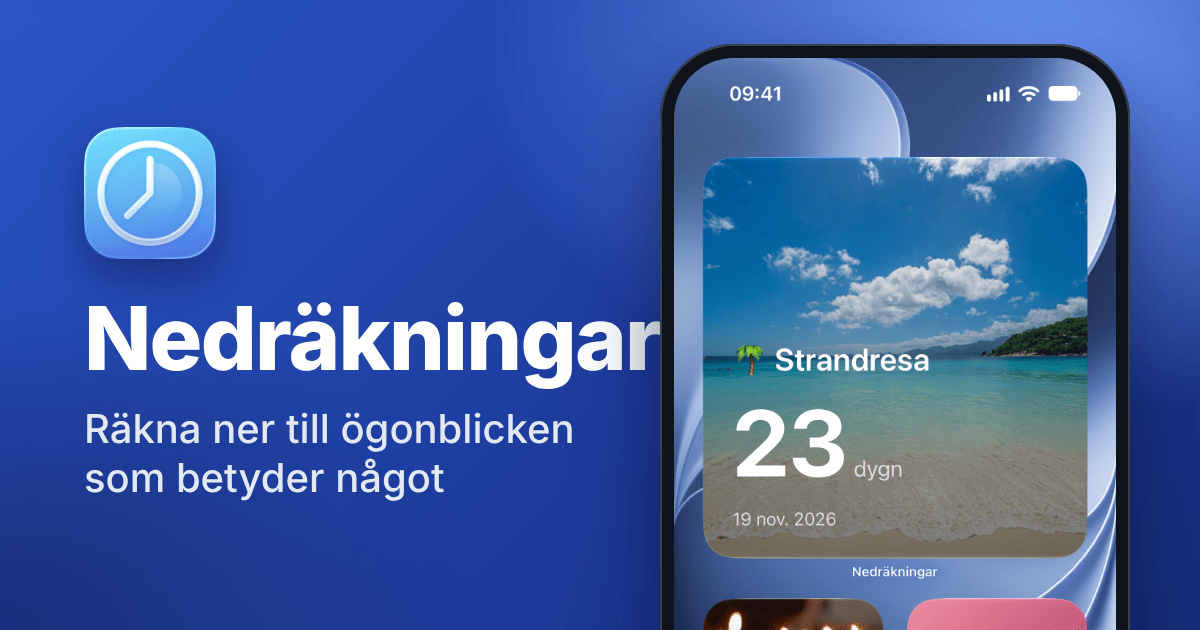 Nedräkningar
Räkna ner till ögonblicken
som betyder något
09:41
🌴 Strandresa
23 dygn
19 nov. 2026
Nedräkningar